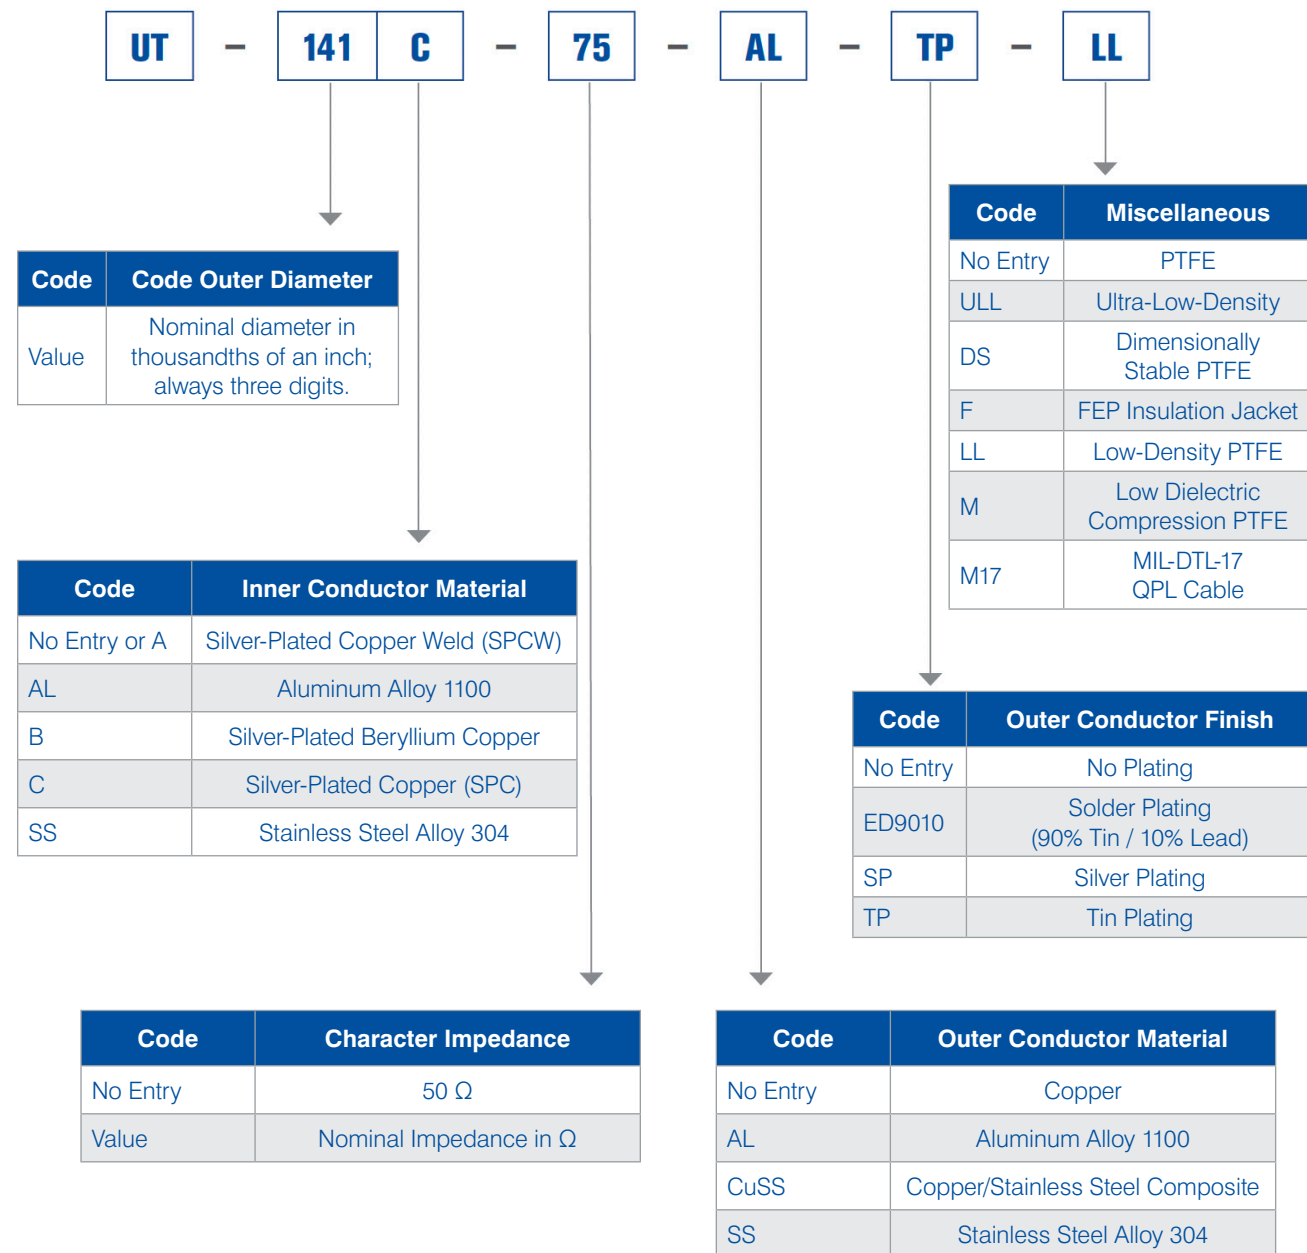 UT – 141 C – 75 – AL – TP – LL
Code Miscellaneous
No Entry PTFE
ULL Ultra-Low-Density
DS Dimensionally
Stable PTFE
F FEP Insulation Jacket
LL Low-Density PTFE
M Low Dielectric
Compression PTFE
M17 MIL-DTL-17
QPL Cable
Code Code Outer Diameter
Value Nominal diameter in
thousandths of an inch;
always three digits.
Code Inner Conductor Material
No Entry or A Silver-Plated Copper Weld (SPCW)
AL Aluminum Alloy 1100
B Silver-Plated Beryllium Copper
C Silver-Plated Copper (SPC)
SS Stainless Steel Alloy 304
Code Outer Conductor Finish
No Entry No Plating
ED9010 Solder Plating
(90% Tin / 10% Lead)
SP Silver Plating
TP Tin Plating
Code Character Impedance
No Entry 50 Ω
Value Nominal Impedance in Ω
Code Outer Conductor Material
No Entry Copper
AL Aluminum Alloy 1100
CuSS Copper/Stainless Steel Composite
SS Stainless Steel Alloy 304